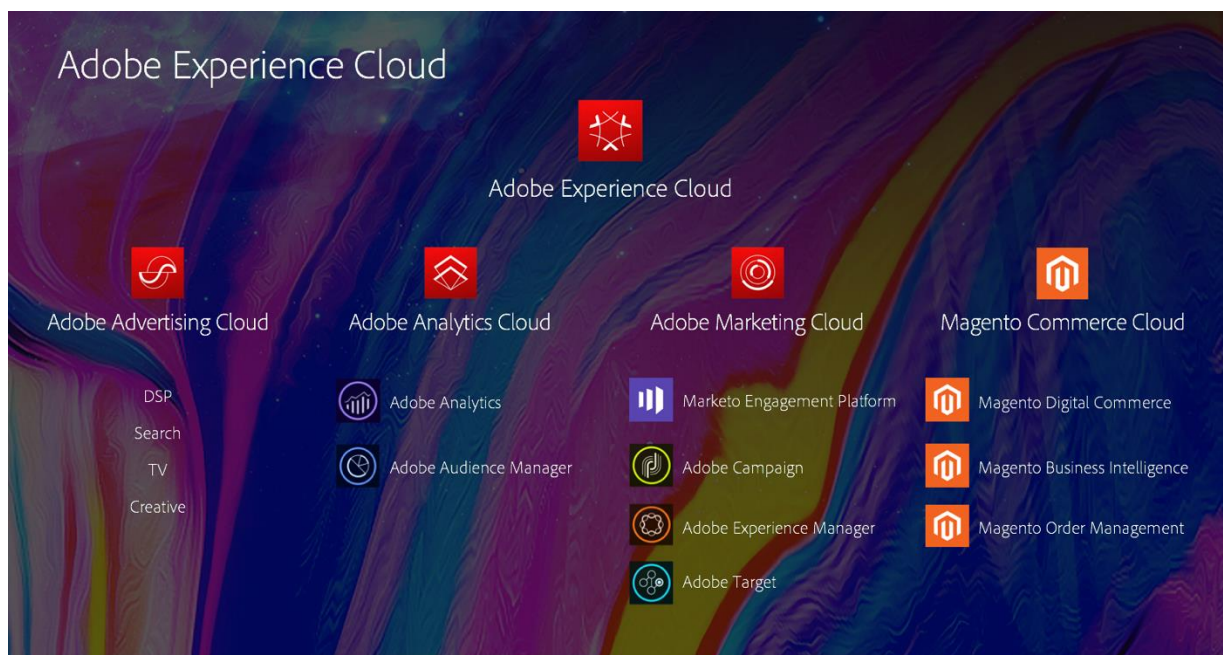 Adobe Experience Cloud
Adobe Experience Cloud
Adobe Advertising Cloud
DSP
Search
TV
Creative
Adobe Analytics Cloud
Adobe Analytics
Adobe Audience Manager
Adobe Marketing Cloud
Marketo Engagement Platform
Adobe Campaign
Adobe Experience Manager
Adobe Target
Magento Commerce Cloud
Magento Digital Commerce
Magento Business Intelligence
Magento Order Management